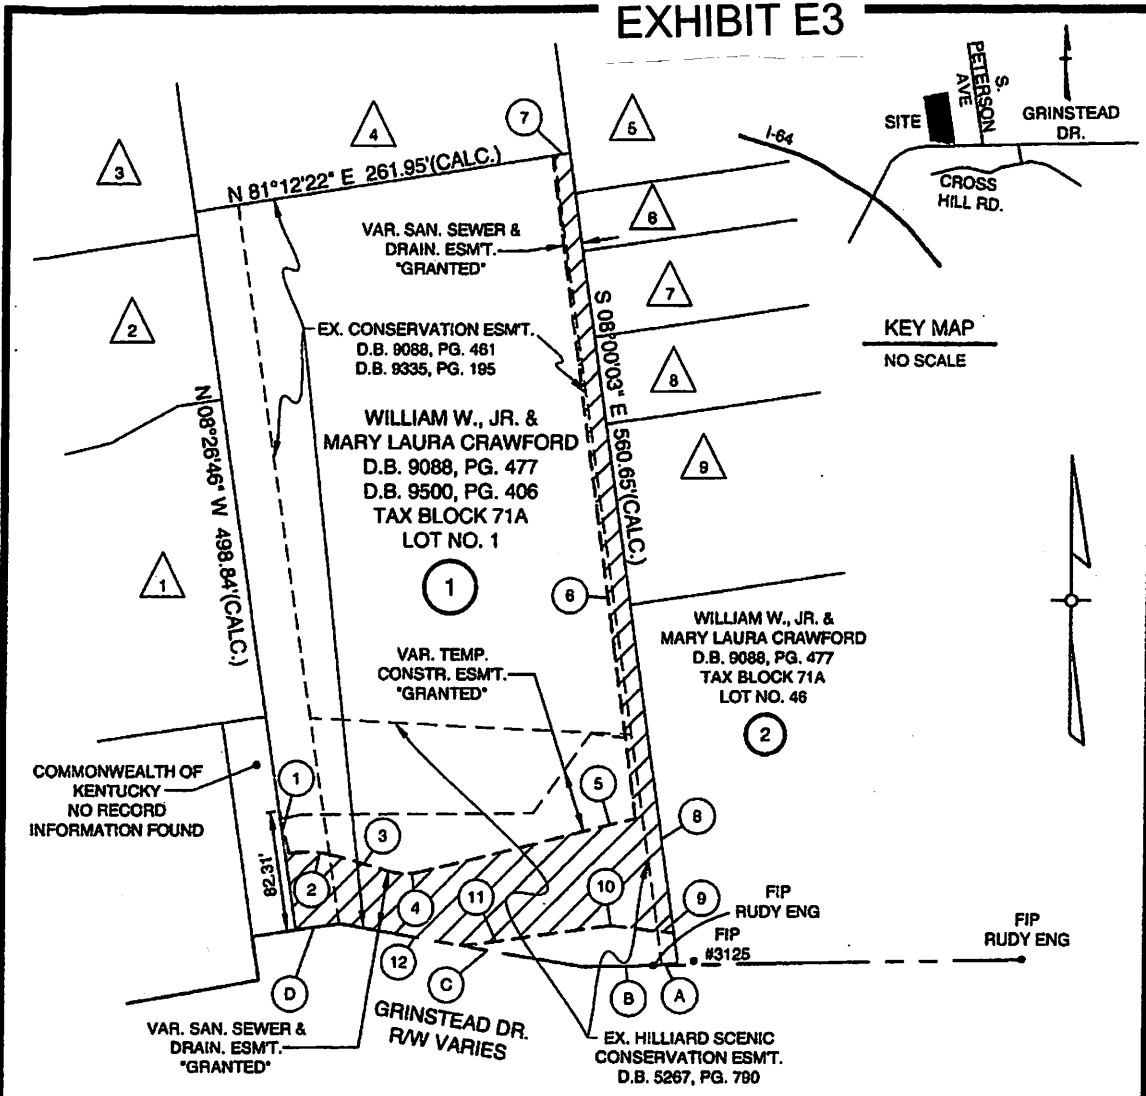 EXHIBIT E3
S.
PETERSON
AVE
SITE
GRINSTEAD
DR.
I-64
CROSS
HILL RD.
KEY MAP
NO SCALE
3
4
7
5
N 81°12'22" E 261.95'(CALC.)
VAR. SAN. SEWER &
DRAIN. ESM'T.
"GRANTED"
6
2
7
EX. CONSERVATION ESM'T.
D.B. 9088, PG. 461
D.B. 9335, PG. 195
8
S 08°00'03" E 560.65'(CALC.)
N 08°26'46" W 498.84'(CALC.)
WILLIAM W., JR. &
MARY LAURA CRAWFORD
D.B. 9088, PG. 477
D.B. 9500, PG. 406
TAX BLOCK 71A
LOT NO. 1
1
9
1
6
WILLIAM W., JR. &
MARY LAURA CRAWFORD
D.B. 9088, PG. 477
TAX BLOCK 71A
LOT NO. 46
2
VAR. TEMP.
CONSTR. ESM'T.
"GRANTED"
COMMONWEALTH OF
KENTUCKY
NO RECORD
INFORMATION FOUND
1
5
8
3
82.31'
2
4
11
10
9
FIP
RUDY ENG
FIP
#3125
FIP
RUDY ENG
12
C
D
B
A
GRINSTEAD DR.
R/W VARIES
VAR. SAN. SEWER &
DRAIN. ESM'T.
"GRANTED"
EX. HILLIARD SCENIC
CONSERVATION ESM'T.
D.B. 5267, PG. 790